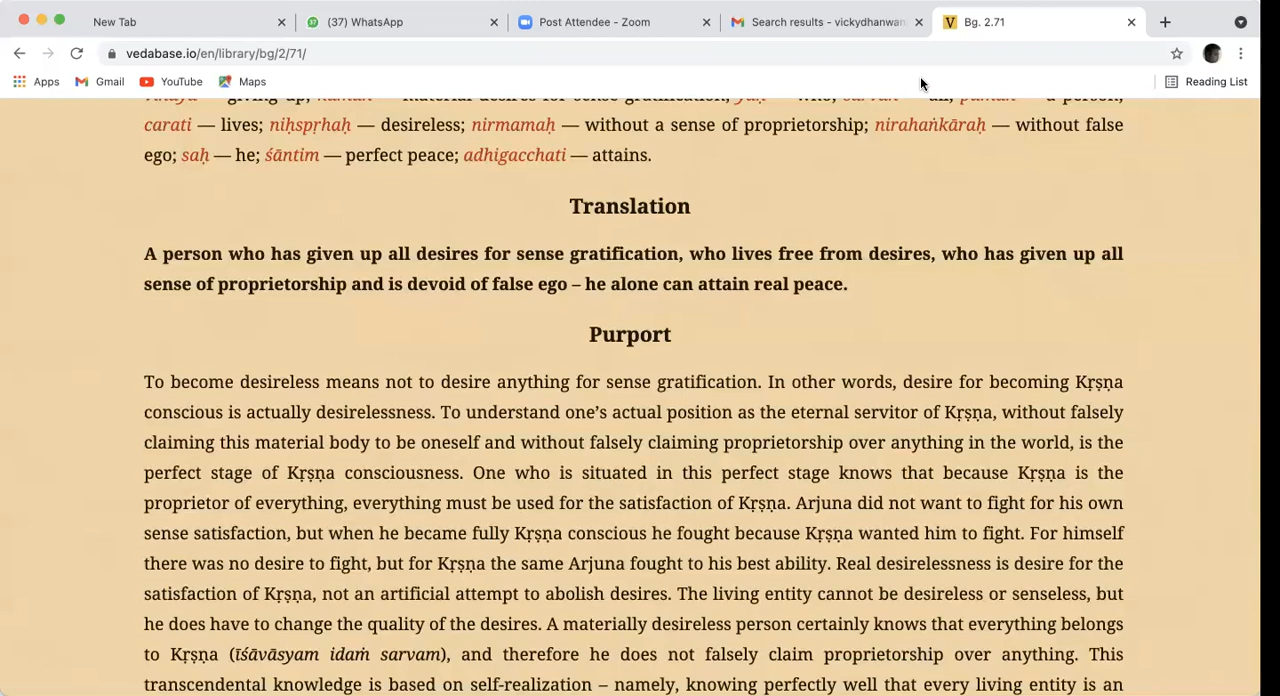 New Tab
(37) WhatsApp
Post Attendee - Zoom
Search results - vickydhanwan
Bg. 2.71
vedabase.io/en/library/bg/2/71/
Apps
Gmail
YouTube
Maps
Reading List
vihāya — giving up; kāmān — material desires for sense gratification; yaḥ — who; sarvān — all; pumān — a person;
carati — lives; niḥspṛhaḥ — desireless; nirmamaḥ — without a sense of proprietorship; nirahaṅkāraḥ — without false
ego; saḥ — he; śāntim — perfect peace; adhigacchati — attains.
Translation
A person who has given up all desires for sense gratification, who lives free from desires, who has given up all
sense of proprietorship and is devoid of false ego – he alone can attain real peace.
Purport
To become desireless means not to desire anything for sense gratification. In other words, desire for becoming Kṛṣṇa
conscious is actually desirelessness. To understand one’s actual position as the eternal servitor of Kṛṣṇa, without falsely
claiming this material body to be oneself and without falsely claiming proprietorship over anything in the world, is the
perfect stage of Kṛṣṇa consciousness. One who is situated in this perfect stage knows that because Kṛṣṇa is the
proprietor of everything, everything must be used for the satisfaction of Kṛṣṇa. Arjuna did not want to fight for his own
sense satisfaction, but when he became fully Kṛṣṇa conscious he fought because Kṛṣṇa wanted him to fight. For himself
there was no desire to fight, but for Kṛṣṇa the same Arjuna fought to his best ability. Real desirelessness is desire for the
satisfaction of Kṛṣṇa, not an artificial attempt to abolish desires. The living entity cannot be desireless or senseless, but
he does have to change the quality of the desires. A materially desireless person certainly knows that everything belongs
to Kṛṣṇa (īśāvāsyam idaṁ sarvam), and therefore he does not falsely claim proprietorship over anything. This
transcendental knowledge is based on self-realization – namely, knowing perfectly well that every living entity is an